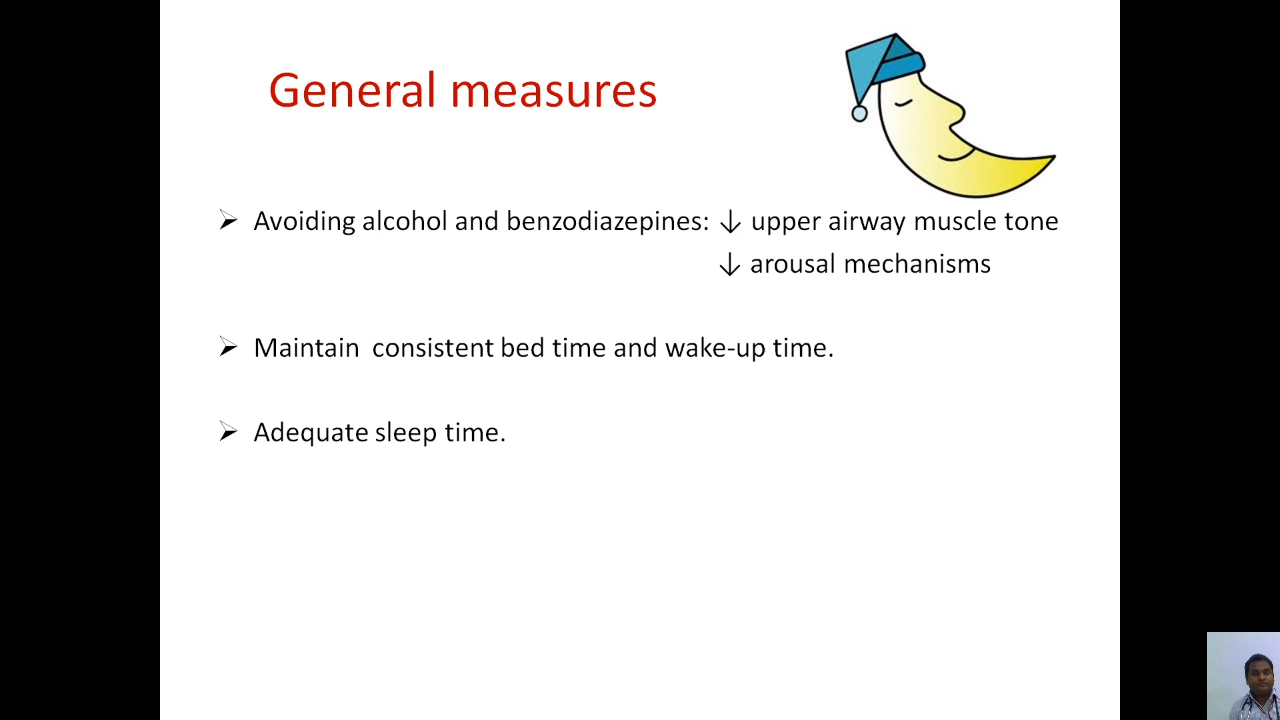 General measures
➢ Avoiding alcohol and benzodiazepines: ↓ upper airway muscle tone
↓ arousal mechanisms
➢ Maintain  consistent bed time and wake-up time.
➢ Adequate sleep time.